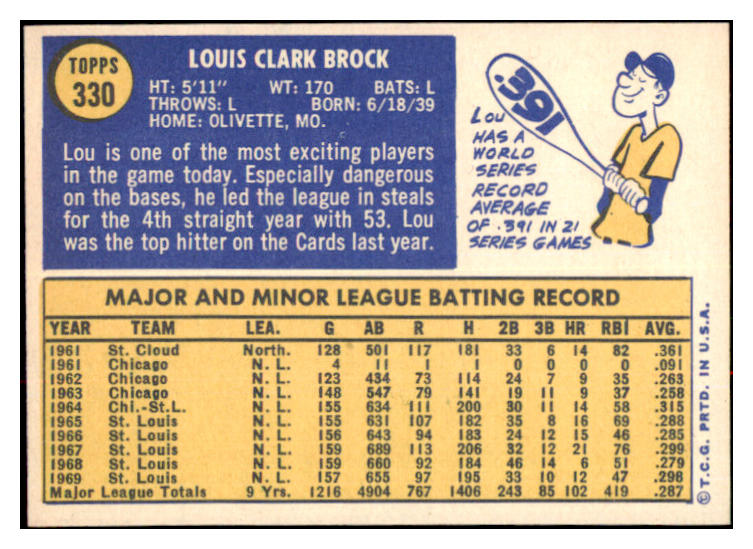 TOPPS
330
LOUIS CLARK BROCK
HT: 5'11" WT: 170 BATS: L
THROWS: L BORN: 6/18/39
HOME: OLIVETTE, MO.
Lou is one of the most exciting players
in the game today. Especially dangerous
on the bases, he led the league in steals
for the 4th straight year with 53. Lou
was the top hitter on the Cards last year.
.391
Lou
HAS A
WORLD
SERIES
RECORD
AVERAGE
OF .391 IN 21
SERIES GAMES
MAJOR AND MINOR LEAGUE BATTING RECORD
YEAR TEAM LEA. G AB R H 2B 3B HR RBI AVG.
1961 St. Cloud North. 128 501 117 181 33 6 14 82 .361
1961 Chicago N. L. 4 11 1 1 0 0 0 0 .091
1962 Chicago N. L. 123 434 73 114 24 7 9 35 .263
1963 Chicago N. L. 148 547 79 141 19 11 9 37 .258
1964 Chi.-St.L. N. L. 155 634 111 200 30 11 14 58 .315
1965 St. Louis N. L. 155 631 107 182 35 8 16 69 .288
1966 St. Louis N. L. 156 643 94 183 24 12 15 46 .285
1967 St. Louis N. L. 159 689 113 206 32 12 21 76 .299
1968 St. Louis N. L. 159 660 92 184 46 14 6 51 .279
1969 St. Louis N. L. 157 655 97 195 33 10 12 47 .298
Major League Totals 9 Yrs. 1216 4904 767 1406 243 85 102 419 .287
© T.C.G. PRTD. IN U.S.A.